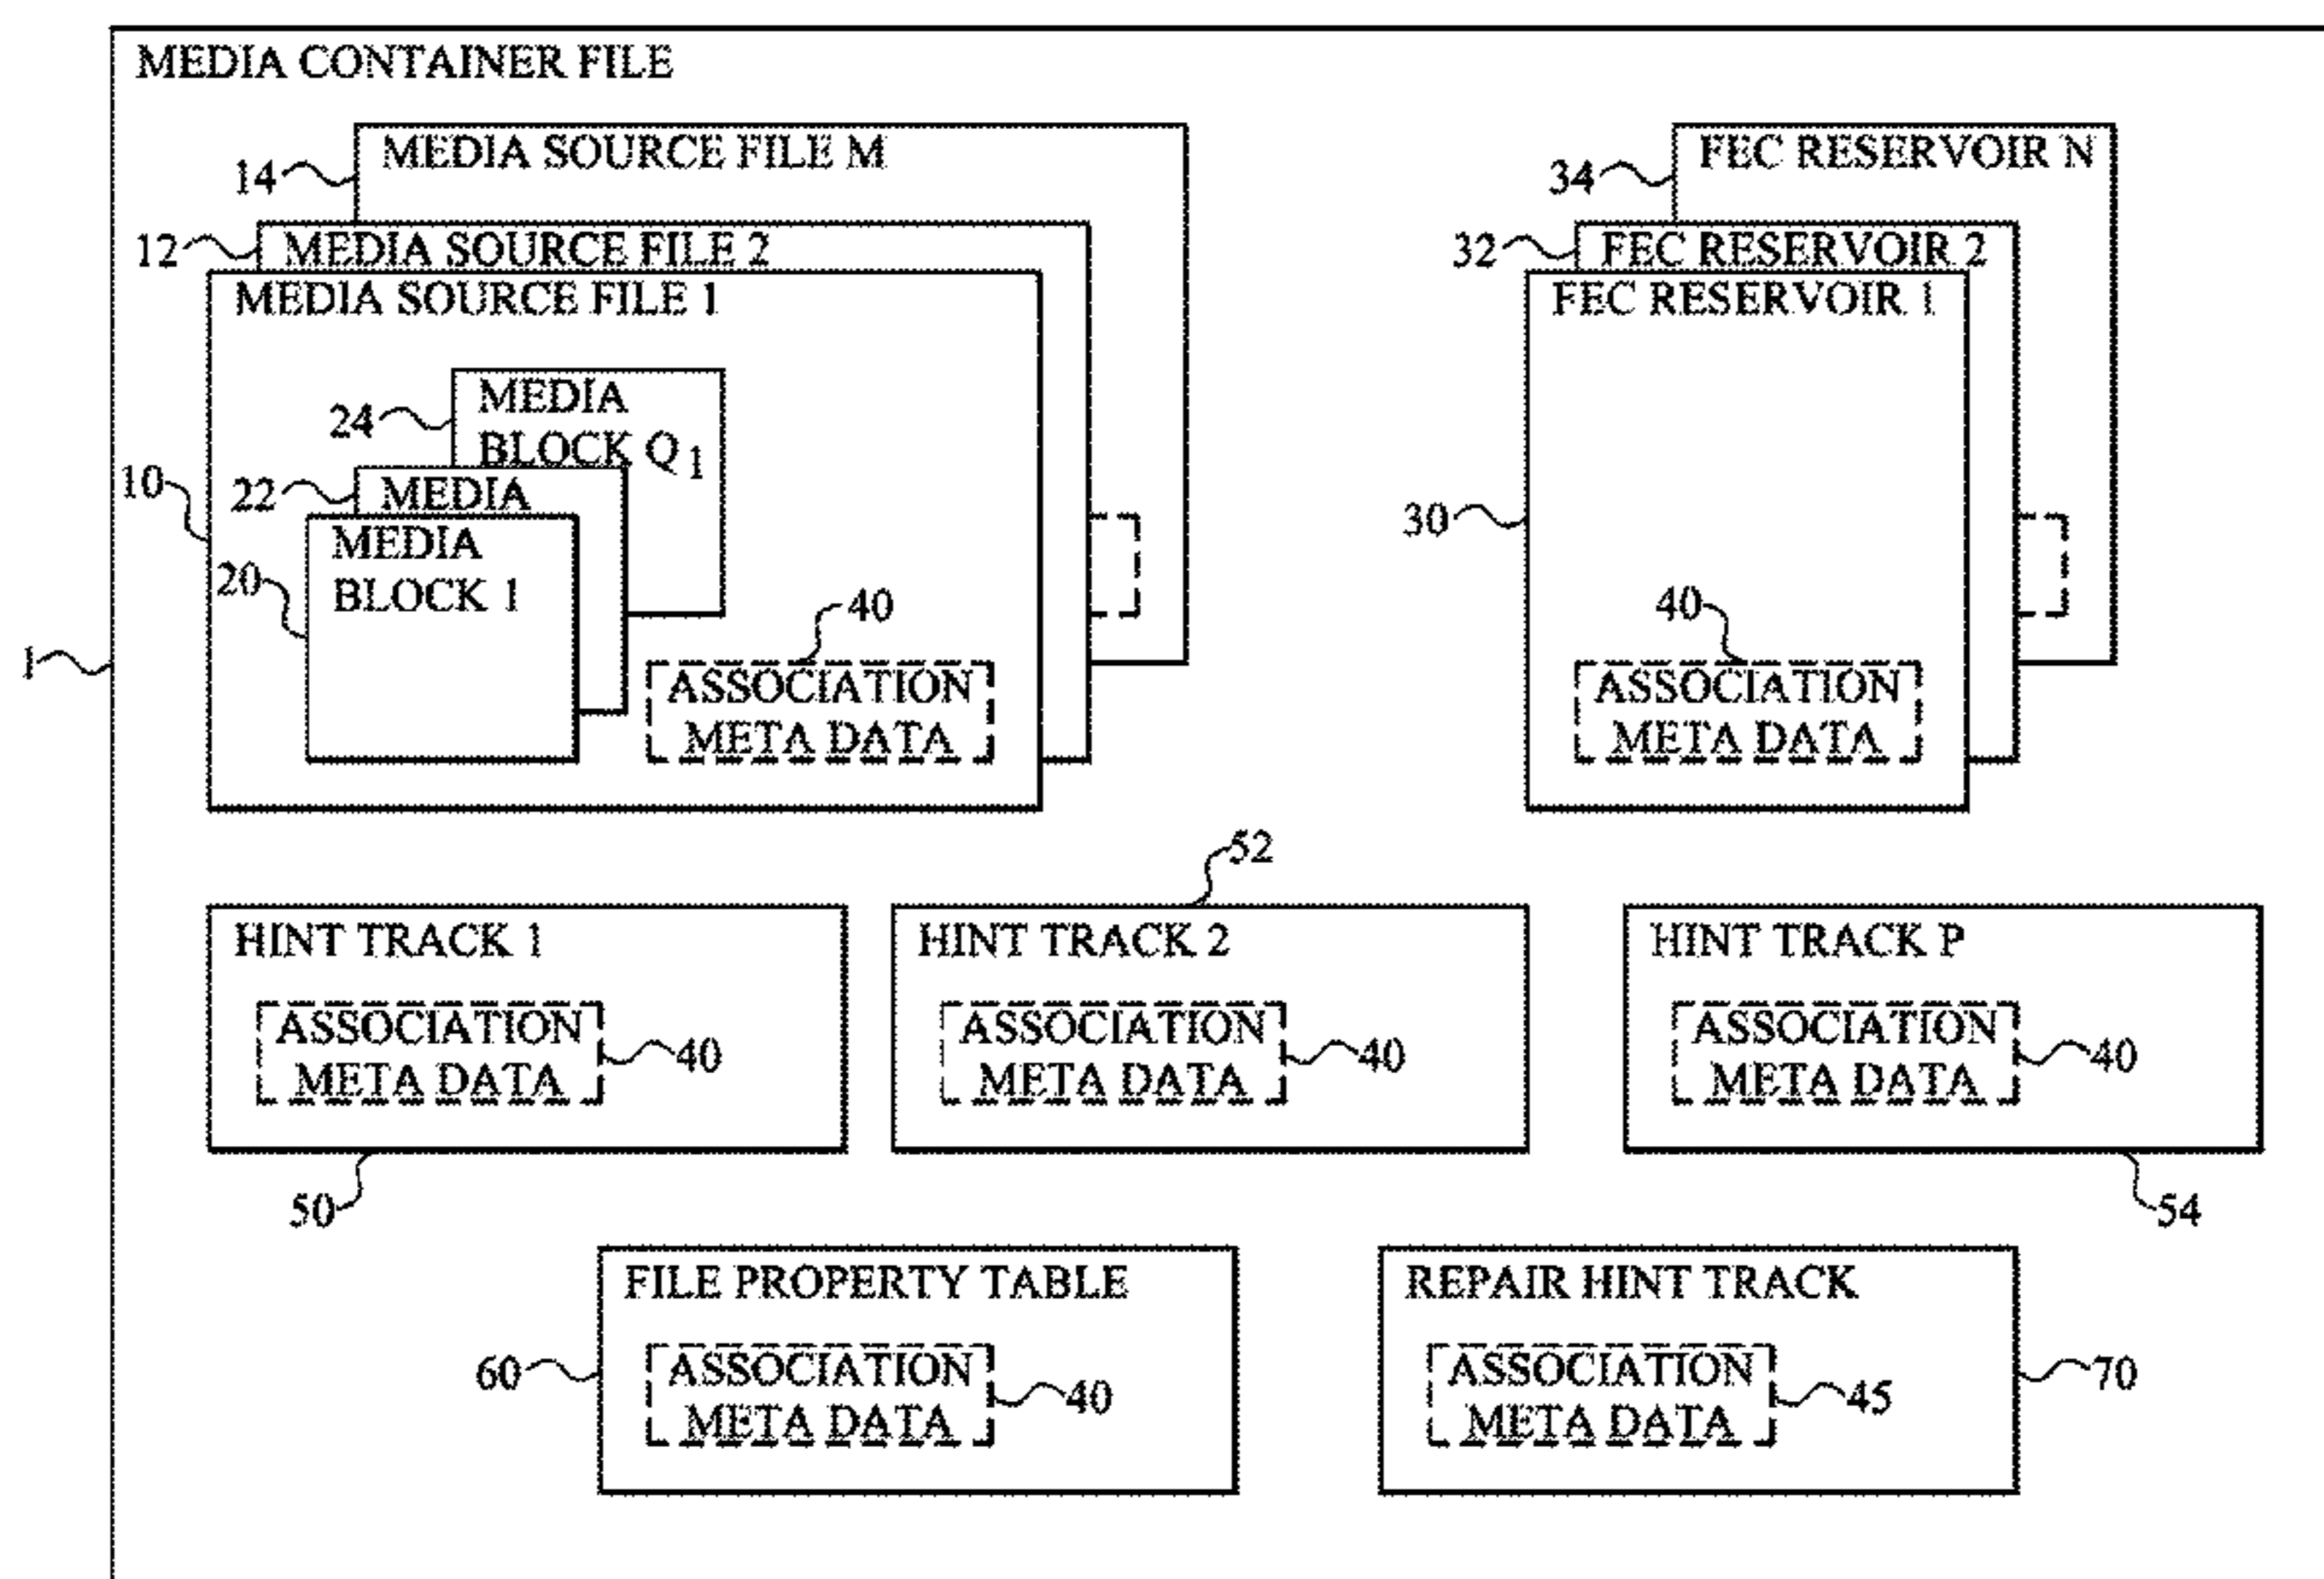 MEDIA CONTAINER FILE
14
MEDIA SOURCE FILE M
12
MEDIA SOURCE FILE 2
MEDIA SOURCE FILE 1
24
MEDIA
BLOCK Q1
10
22
MEDIA
20
MEDIA
BLOCK 1
40
ASSOCIATION
META DATA
1
34
FEC RESERVOIR N
32
FEC RESERVOIR 2
FEC RESERVOIR 1
30
40
ASSOCIATION
META DATA
52
HINT TRACK 1
ASSOCIATION
META DATA
40
50
HINT TRACK 2
ASSOCIATION
META DATA
40
HINT TRACK P
ASSOCIATION
META DATA
40
54
FILE PROPERTY TABLE
60
ASSOCIATION
META DATA
40
REPAIR HINT TRACK
ASSOCIATION
META DATA
45
70